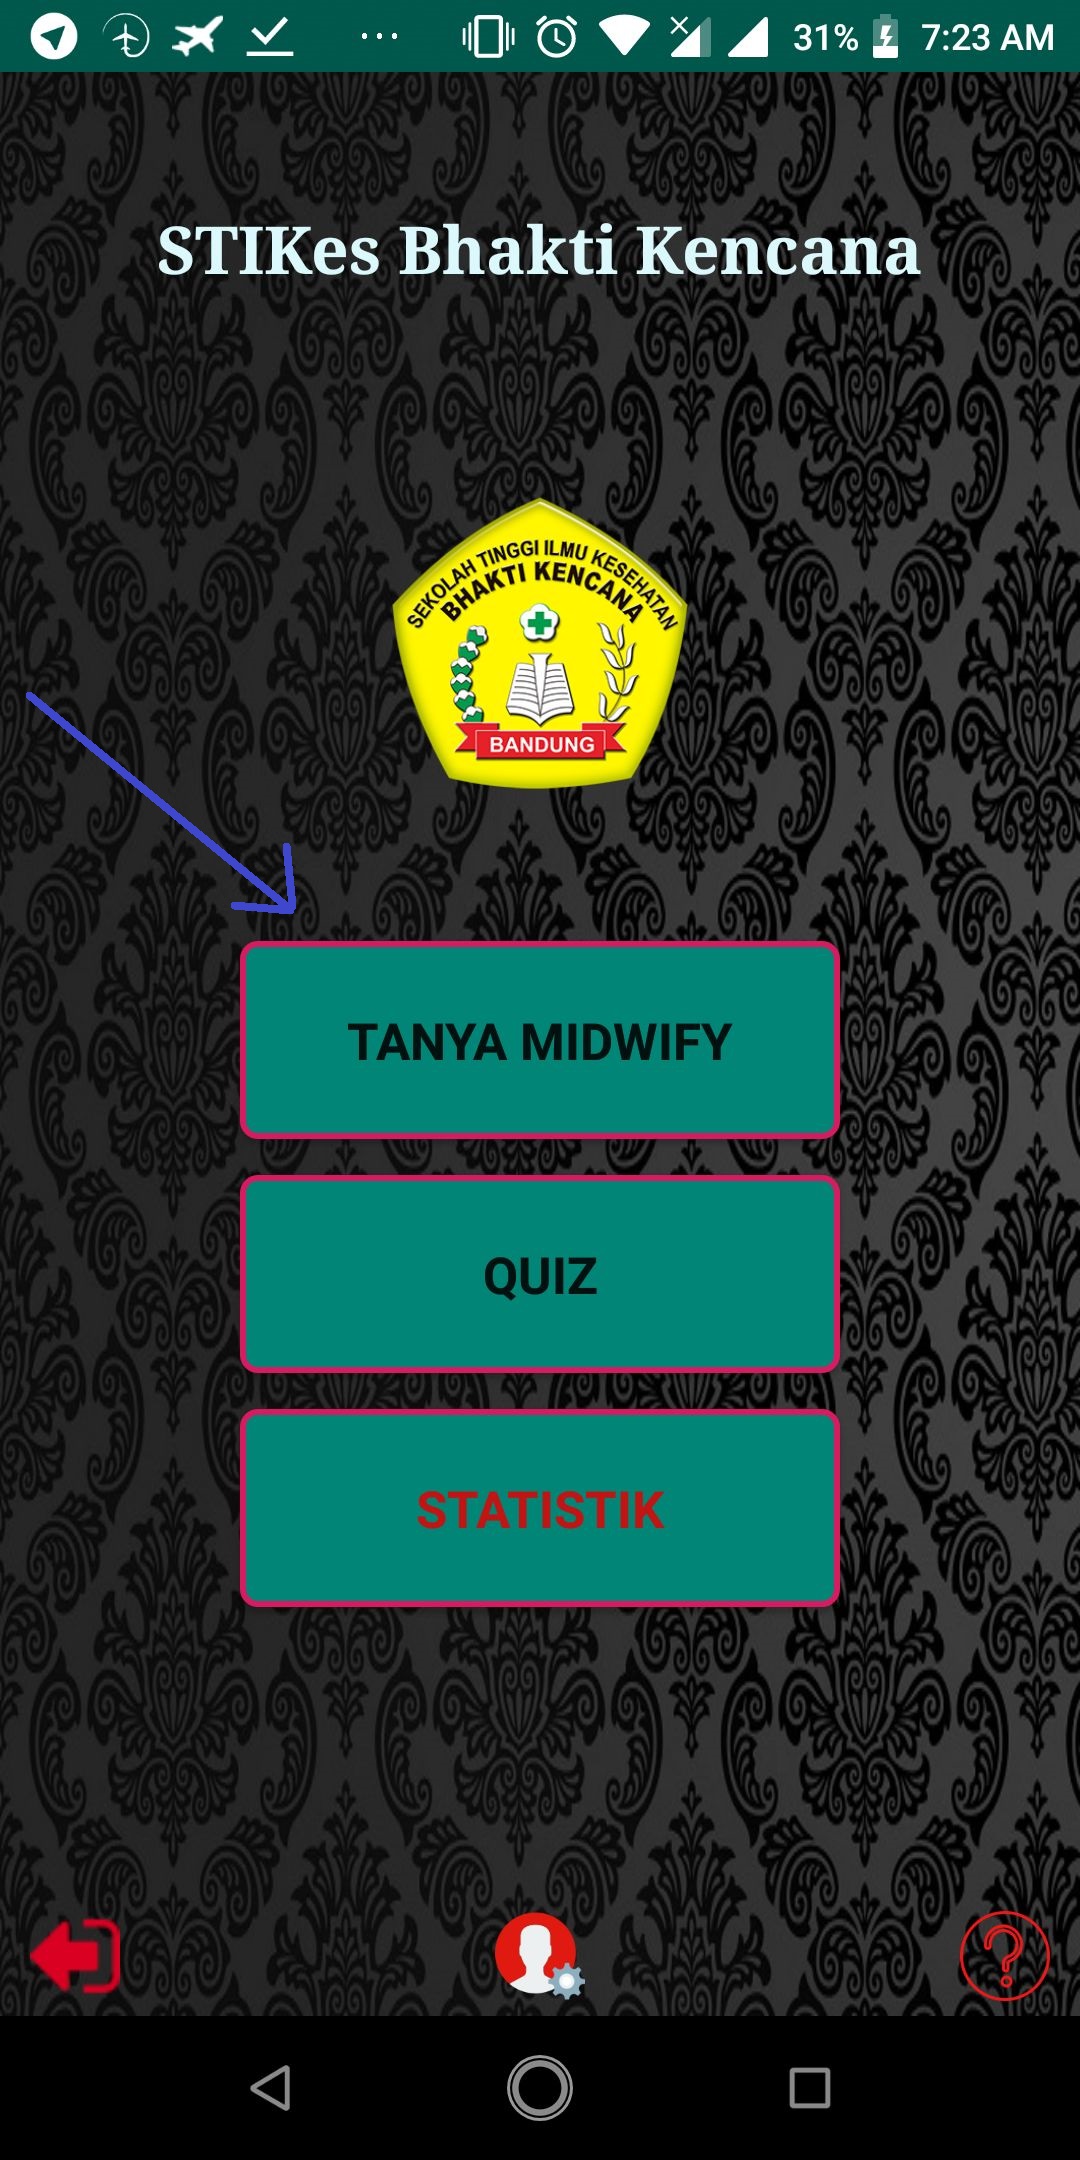 31% 7:23 AM
STIKes Bhakti Kencana
SEKOLAH TINGGI ILMU KESEHATAN
BHAKTI KENCANA
BANDUNG
TANYA MIDWIFY
QUIZ
STATISTIK